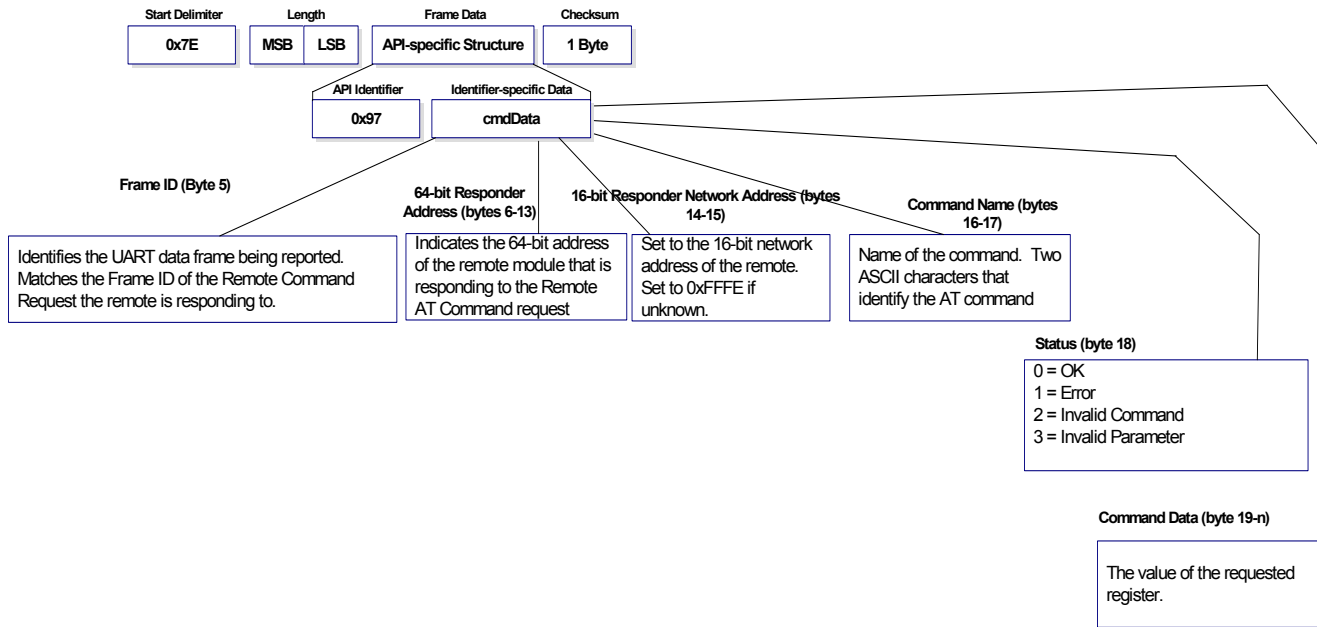 Start Delimiter
Length
Frame Data
Checksum
0x7E
MSB
LSB
API-specific Structure
1 Byte
API Identifier
Identifier-specific Data
0x97
cmdData
Frame ID (Byte 5)
Identifies the UART data frame being reported.
Matches the Frame ID of the Remote Command
Request the remote is responding to.
64-bit Responder
Address (bytes 6-13)
Indicates the 64-bit address
of the remote module that is
responding to the Remote
AT Command request
16-bit Responder Network Address (bytes
14-15)
Set to the 16-bit network
address of the remote.
Set to 0xFFFE if
unknown.
Command Name (bytes
16-17)
Name of the command. Two
ASCII characters that
identify the AT command
Status (byte 18)
0 = OK
1 = Error
2 = Invalid Command
3 = Invalid Parameter
Command Data (byte 19-n)
The value of the requested
register.